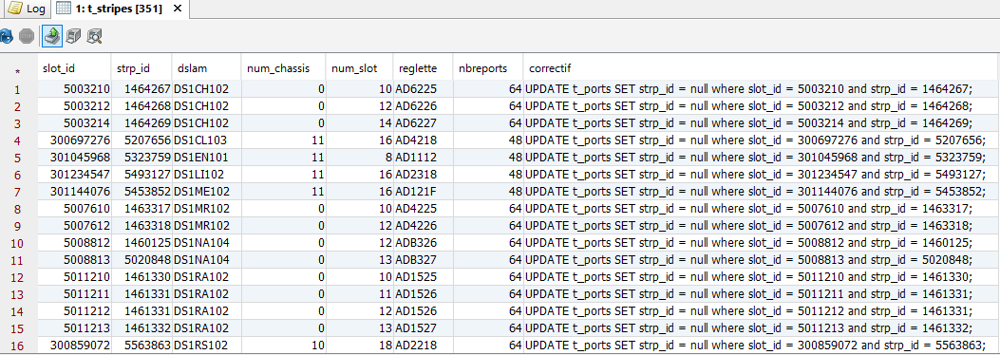 Log 1: t_stripes [351]
* slot_id strp_id dslam num_chassis num_slot reglette nbreports correctif
1 5003210 1464267 DS1CH102 0 10 AD6225 64 UPDATE t_ports SET strp_id = null where slot_id = 5003210 and strp_id = 1464267;
2 5003212 1464268 DS1CH102 0 12 AD6226 64 UPDATE t_ports SET strp_id = null where slot_id = 5003212 and strp_id = 1464268;
3 5003214 1464269 DS1CH102 0 14 AD6227 64 UPDATE t_ports SET strp_id = null where slot_id = 5003214 and strp_id = 1464269;
4 300697276 5207656 DS1CL103 11 16 AD4218 48 UPDATE t_ports SET strp_id = null where slot_id = 300697276 and strp_id = 5207656;
5 301045968 5323759 DS1EN101 11 8 AD1112 48 UPDATE t_ports SET strp_id = null where slot_id = 301045968 and strp_id = 5323759;
6 301234547 5493127 DS1LI102 11 16 AD2318 48 UPDATE t_ports SET strp_id = null where slot_id = 301234547 and strp_id = 5493127;
7 301144076 5453852 DS1ME102 11 16 AD121F 48 UPDATE t_ports SET strp_id = null where slot_id = 301144076 and strp_id = 5453852;
8 5007610 1463317 DS1MR102 0 10 AD4225 64 UPDATE t_ports SET strp_id = null where slot_id = 5007610 and strp_id = 1463317;
9 5007612 1463318 DS1MR102 0 12 AD4226 64 UPDATE t_ports SET strp_id = null where slot_id = 5007612 and strp_id = 1463318;
10 5008812 1460125 DS1NA104 0 12 ADB326 64 UPDATE t_ports SET strp_id = null where slot_id = 5008812 and strp_id = 1460125;
11 5008813 5020848 DS1NA104 0 13 ADB327 64 UPDATE t_ports SET strp_id = null where slot_id = 5008813 and strp_id = 5020848;
12 5011210 1461330 DS1RA102 0 10 AD1525 64 UPDATE t_ports SET strp_id = null where slot_id = 5011210 and strp_id = 1461330;
13 5011211 1461331 DS1RA102 0 11 AD1526 64 UPDATE t_ports SET strp_id = null where slot_id = 5011211 and strp_id = 1461331;
14 5011212 1461331 DS1RA102 0 12 AD1526 64 UPDATE t_ports SET strp_id = null where slot_id = 5011212 and strp_id = 1461331;
15 5011213 1461332 DS1RA102 0 13 AD1527 64 UPDATE t_ports SET strp_id = null where slot_id = 5011213 and strp_id = 1461332;
16 300859072 5563863 DS1RS102 10 18 AD2218 64 UPDATE t_ports SET strp_id = null where slot_id = 300859072 and strp_id = 5563863;